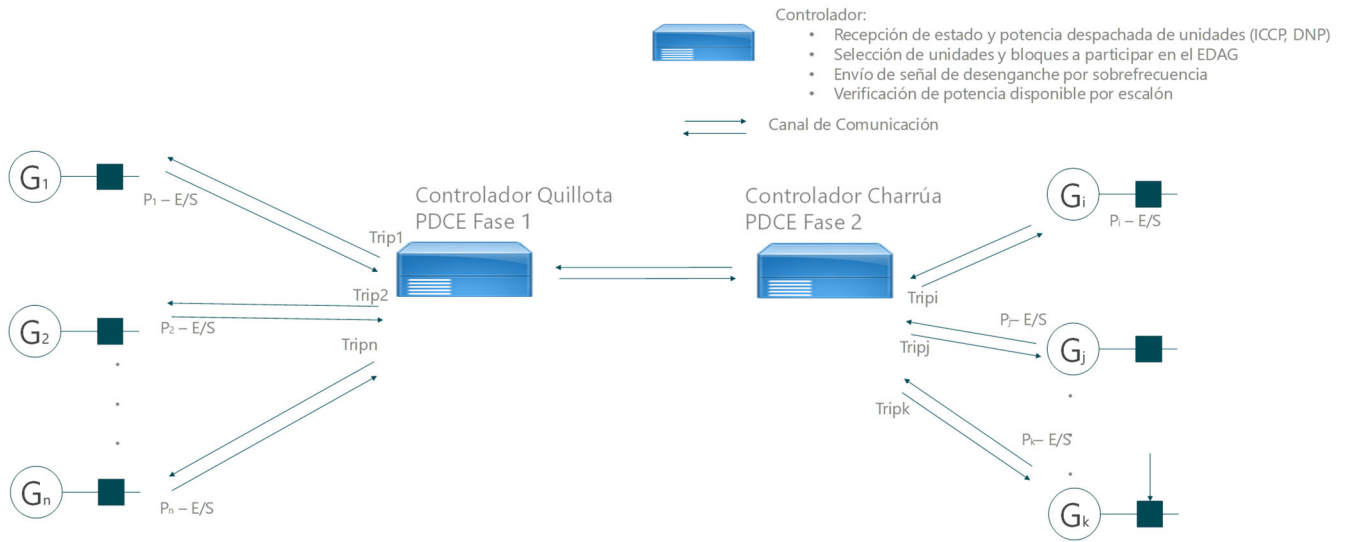 Controlador:
• Recepción de estado y potencia despachada de unidades (ICCP, DNP)
• Selección de unidades y bloques a participar en el EDAG
• Envío de señal de desenganche por sobrefrecuencia
• Verificación de potencia disponible por escalón
Canal de Comunicación
G1
P1 – E/S
Trip1
Controlador Quillota
PDCE Fase 1
Controlador Charrúa
PDCE Fase 2
Gi
Pi – E/S
Trip2
Tripi
G2
P2 – E/S
Tripn
Pj– E/S
Tripj
Gj
Tripk
Pk– E/S
Gn
Pn – E/S
Gk